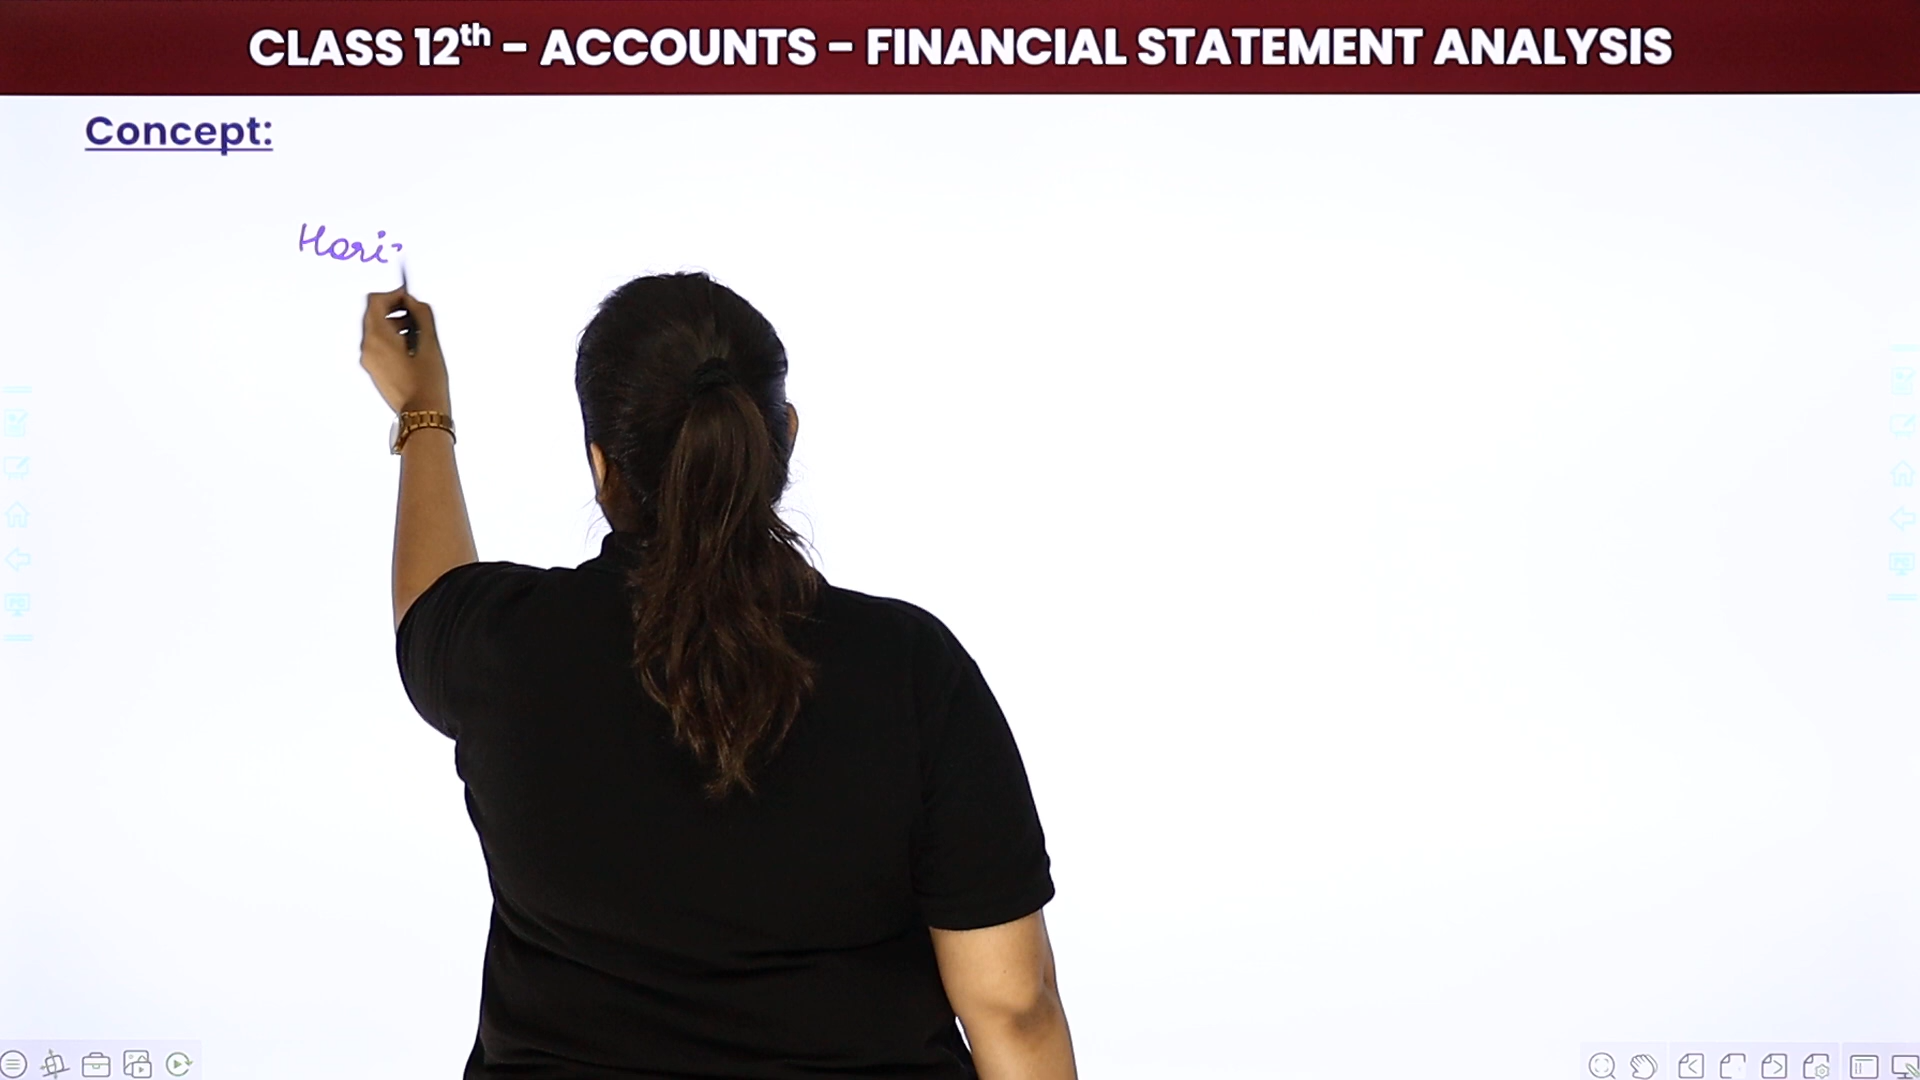 CLASS 12th – ACCOUNTS – FINANCIAL STATEMENT ANALYSIS
Concept:
Hori